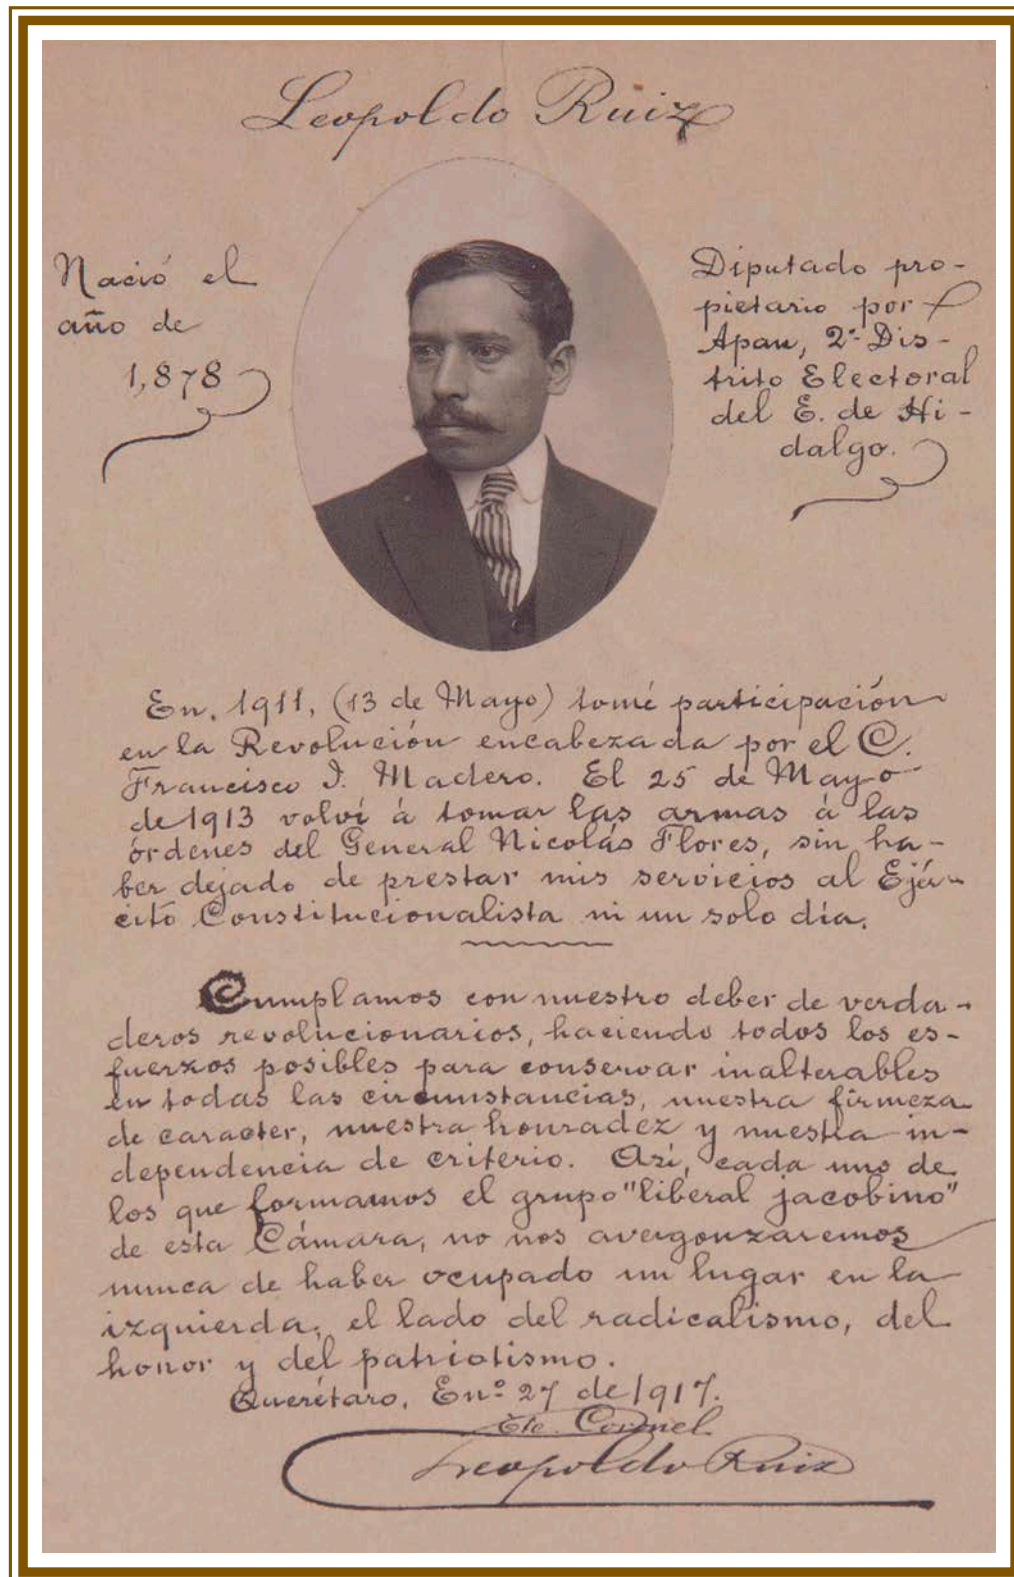 Leopoldo Ruiz
Nació el
año de
1,878
Diputado pro-
pietario por
Apan, 2º Dis-
trito Electoral
del E. de Hi-
dalgo.
En. 1911, (13 de Mayo) tomé participación
en la Revolución encabezada por el C.
Francisco I. Madero. El 25 de Mayo
de 1913 volví á tomar las armas á las
órdenes del General Nicolás Flores, sin ha-
ber dejado de prestar mis servicios al Ejér-
cito Constitucionalista ni un solo día.
Cumplamos con nuestro deber de verda-
deros revolucionarios, haciendo todos los es-
fuerzos posibles para conservar inalterables
en todas las circunstancias, nuestra firmeza
de caracter, nuestra honradez y nuestra in-
dependencia de criterio. Así, cada uno de
los que formamos el grupo "liberal jacobino"
de esta Cámara, no nos avergonzaremos
nunca de haber ocupado un lugar en la
izquierda, el lado del radicalismo, del
honor y del patriotismo.
Querétaro, Enº 27 de 1917.
Tte. Coronel
Leopoldo Ruiz